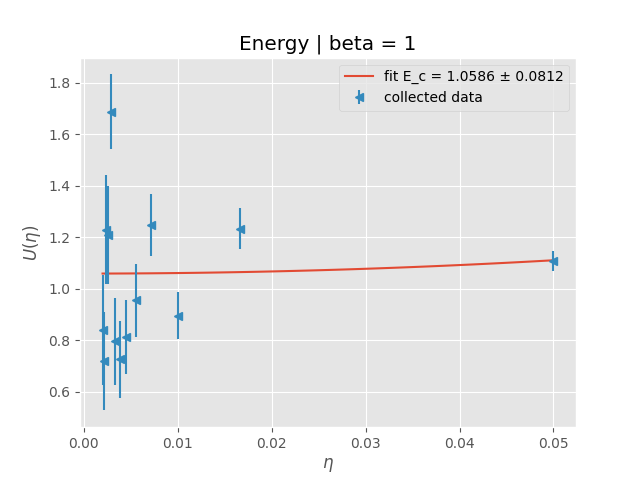 Energy | beta = 1
fit E_c = 1.0586 ± 0.0812
collected data
U(η)
1.8
1.6
1.4
1.2
1.0
0.8
0.6
0.00 0.01 0.02 0.03 0.04 0.05
η